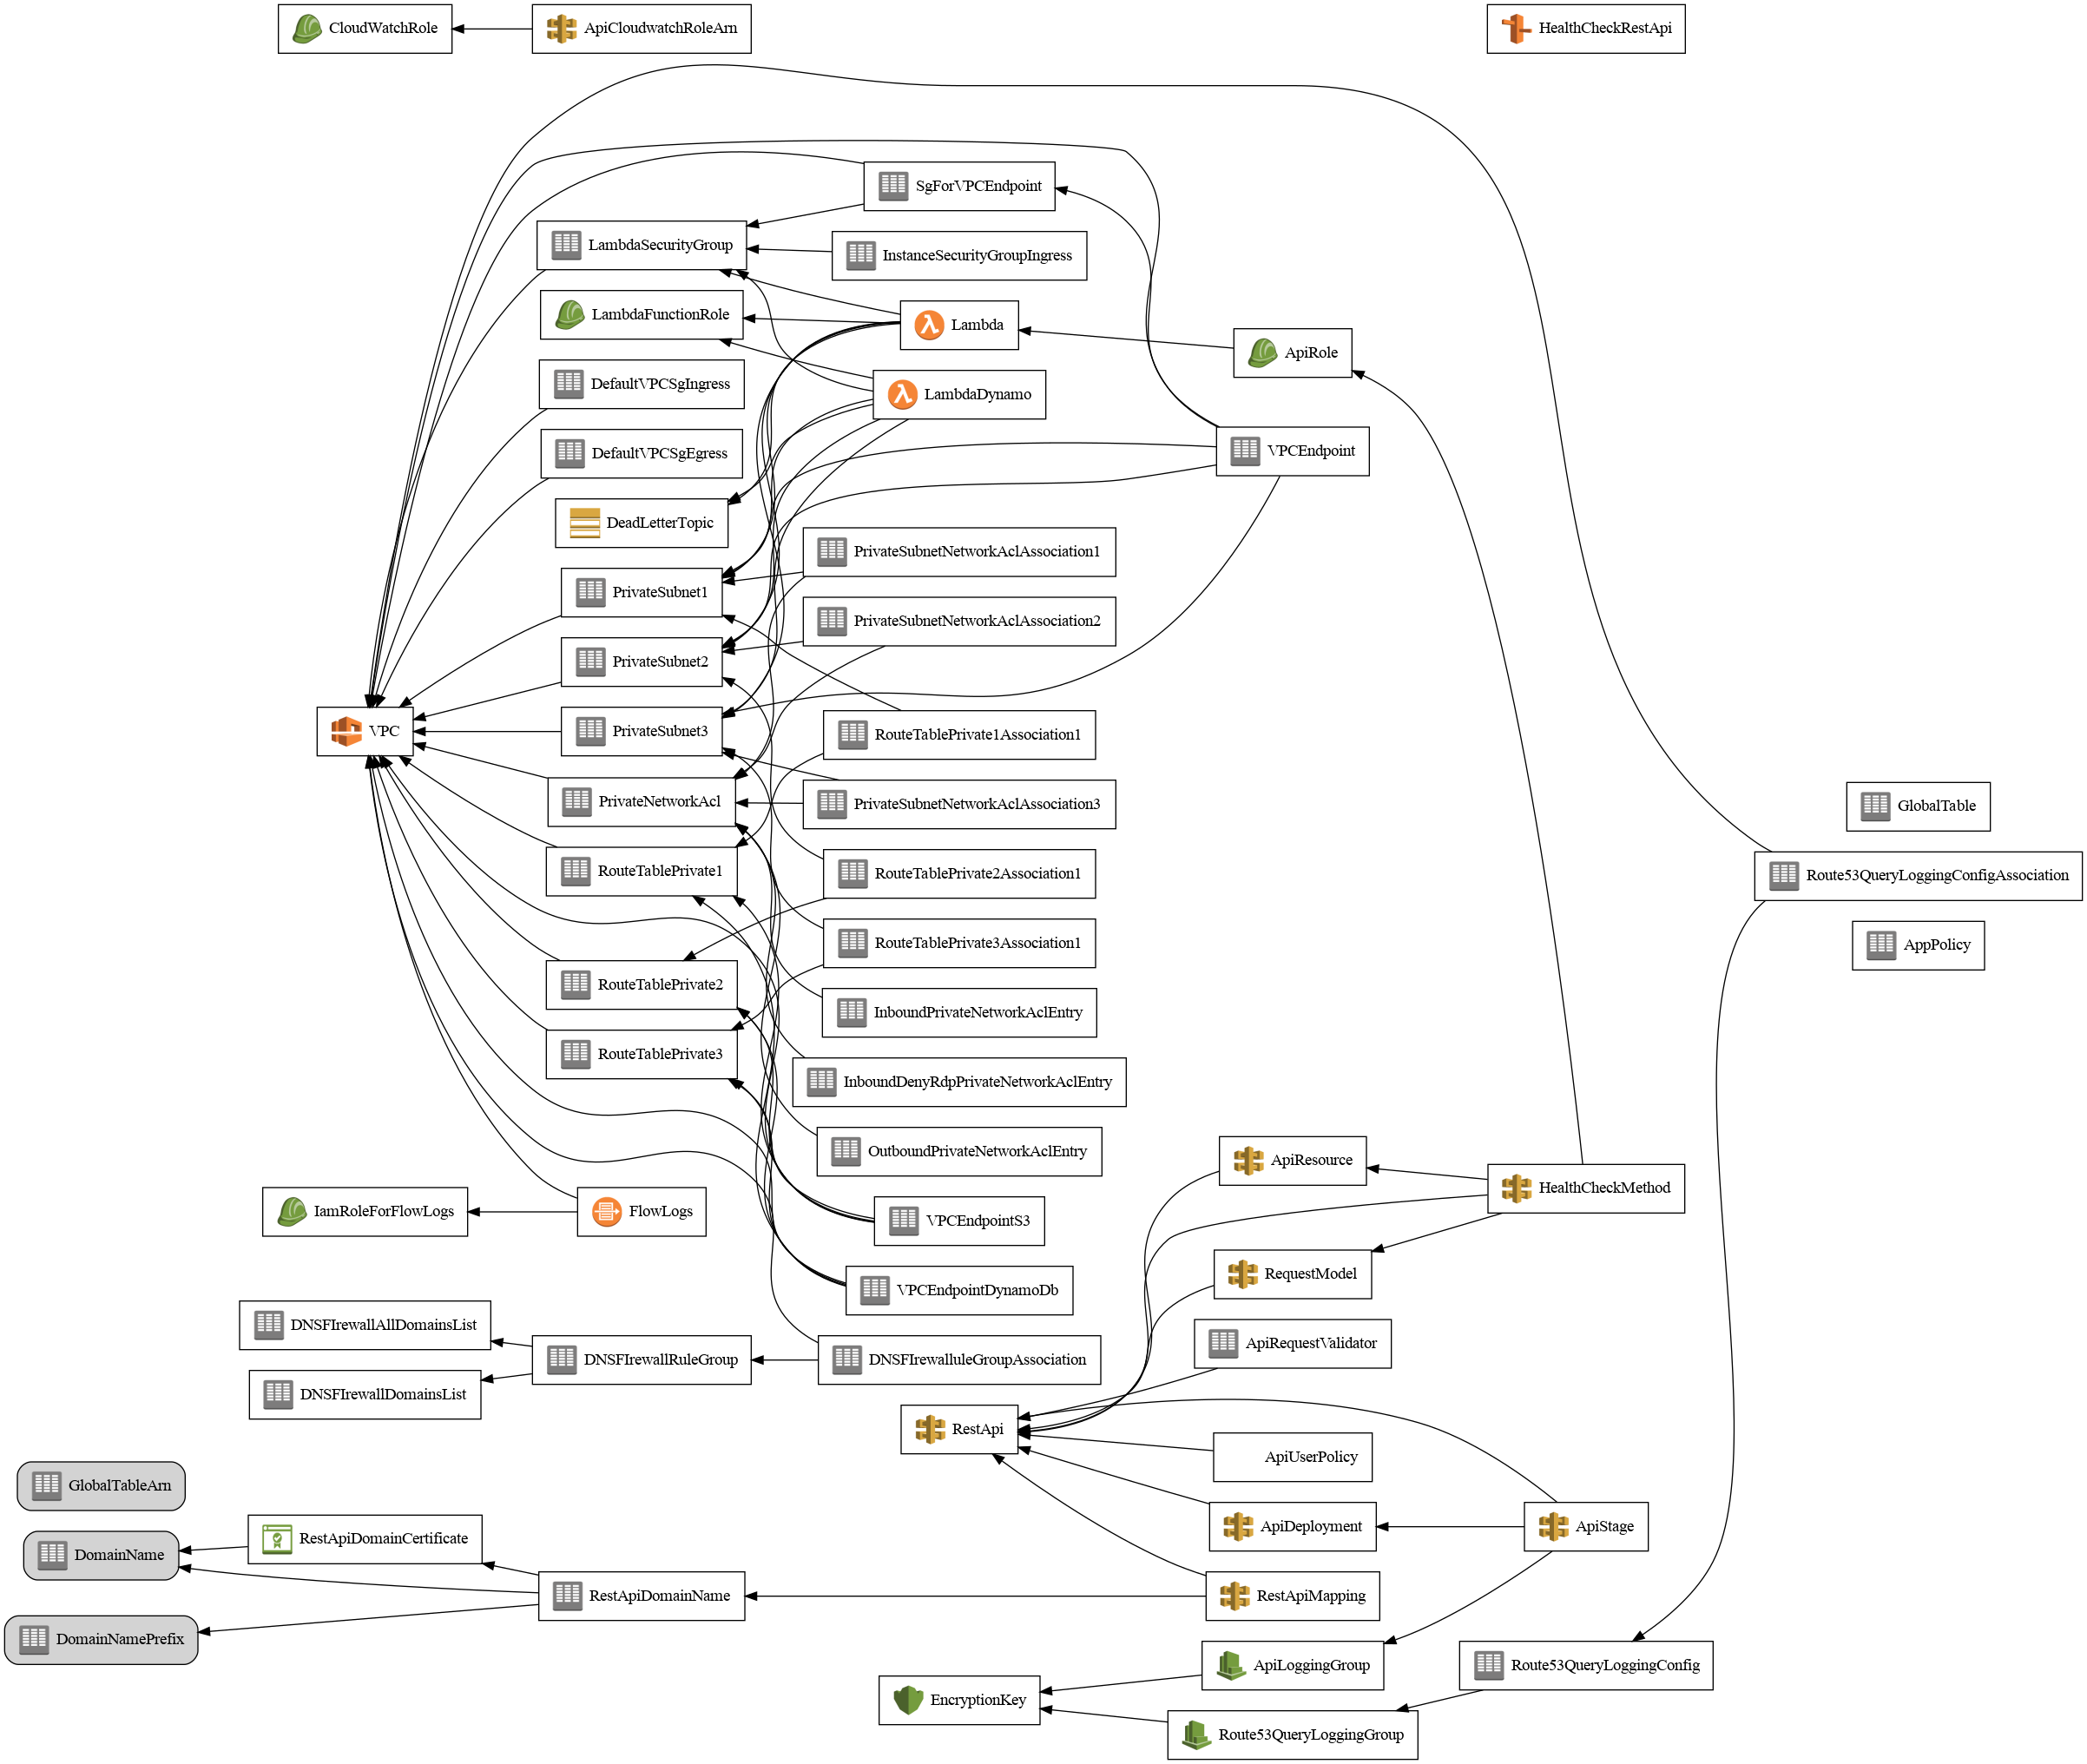 CloudWatchRole
ApiCloudwatchRoleArn
HealthCheckRestApi
SgForVPCEndpoint
LambdaSecurityGroup
InstanceSecurityGroupIngress
LambdaFunctionRole
Lambda
ApiRole
DefaultVPCSgIngress
LambdaDynamo
DefaultVPCSgEgress
VPCEndpoint
DeadLetterTopic
PrivateSubnetNetworkAclAssociation1
PrivateSubnet1
PrivateSubnetNetworkAclAssociation2
PrivateSubnet2
VPC
PrivateSubnet3
RouteTablePrivate1Association1
PrivateNetworkAcl
PrivateSubnetNetworkAclAssociation3
GlobalTable
RouteTablePrivate1
RouteTablePrivate2Association1
Route53QueryLoggingConfigAssociation
RouteTablePrivate3Association1
AppPolicy
RouteTablePrivate2
InboundPrivateNetworkAclEntry
RouteTablePrivate3
InboundDenyRdpPrivateNetworkAclEntry
OutboundPrivateNetworkAclEntry
ApiResource
HealthCheckMethod
IamRoleForFlowLogs
FlowLogs
VPCEndpointS3
RequestModel
VPCEndpointDynamoDb
DNSFIrewallAllDomainsList
ApiRequestValidator
DNSFIrewallRuleGroup
DNSFIrewalluleGroupAssociation
DNSFIrewallDomainsList
RestApi
ApiUserPolicy
GlobalTableArn
RestApiDomainCertificate
ApiDeployment
ApiStage
DomainName
RestApiDomainName
RestApiMapping
DomainNamePrefix
ApiLoggingGroup
Route53QueryLoggingConfig
EncryptionKey
Route53QueryLoggingGroup